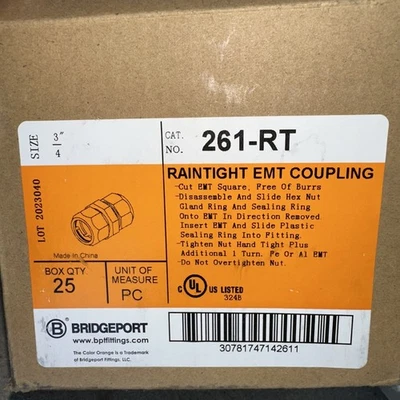 SIZE 3"/4
LOT 2023040
CAT. NO. 261-RT
RAINTIGHT EMT COUPLING
-Cut EMT Square, Free Of Burrs
-Disassemble And Slide Hex Nut
Gland Ring And Sealing Ring
Onto EMT In Direction Removed.
Insert EMT And Slide Plastic
Sealing Ring Into Fitting.
-Tighten Nut Hand Tight Plus
Additional 1 Turn. Fe Or Al EMT
-Do Not Overtighten Nut.
Made In China
BOX QTY
25
UNIT OF
MEASURE
PC
C UL US LISTED
324B
B BRIDGEPORT
www.bptfittings.com
The Color Orange is a Trademark
of Bridgeport Fittings, LLC.
30781747142611